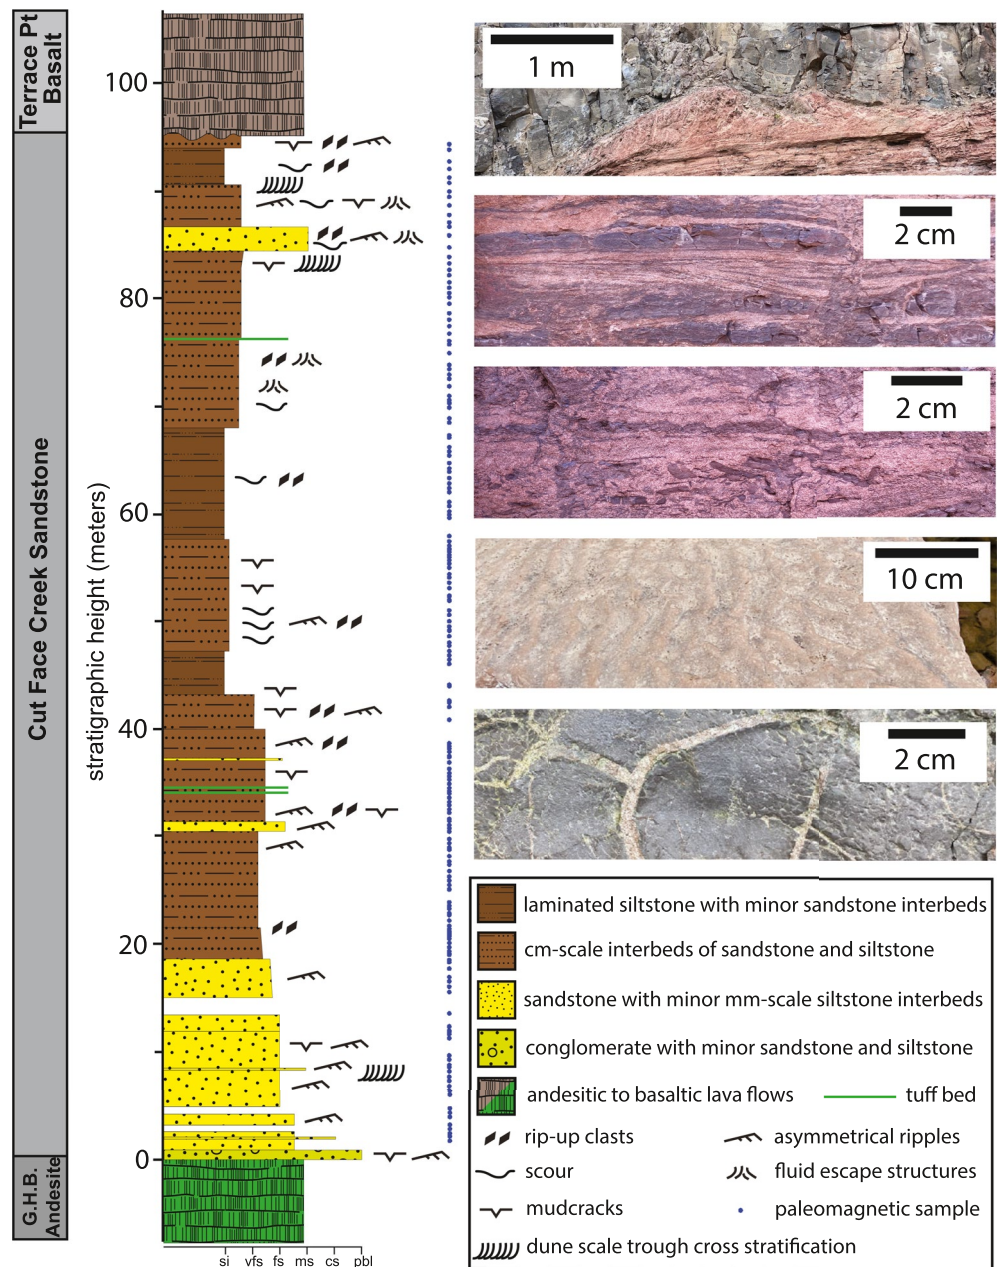 Terrace Pt
Basalt
Cut Face Creek Sandstone
G.H.B.
Andesite
stratigraphic height (meters)
100
80
60
40
20
0
si vfs fs ms cs pbl
1 m
2 cm
2 cm
10 cm
2 cm
laminated siltstone with minor sandstone interbeds
cm-scale interbeds of sandstone and siltstone
sandstone with minor mm-scale siltstone interbeds
conglomerate with minor sandstone and siltstone
andesitic to basaltic lava flows
tuff bed
rip-up clasts
asymmetrical ripples
scour
fluid escape structures
mudcracks
paleomagnetic sample
dune scale trough cross stratification